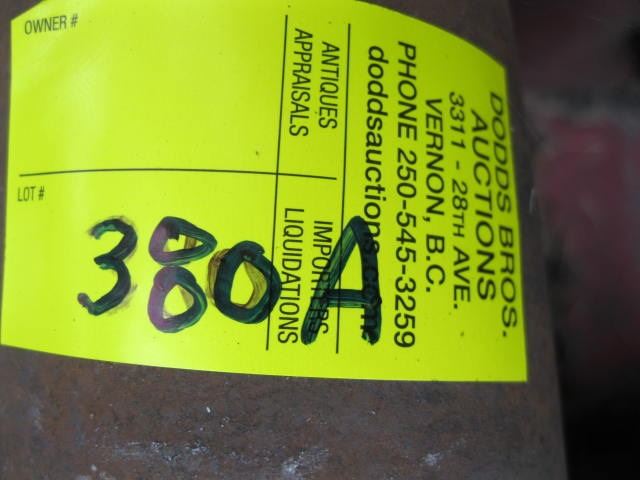 DODDS BROS.
AUCTIONS
3311 - 28TH AVE.
VERNON, B.C.
PHONE 250-545-3259
doddsauctions.com
ANTIQUES
APPRAISALS
IMPORTERS
LIQUIDATIONS
OWNER #
LOT #
380A